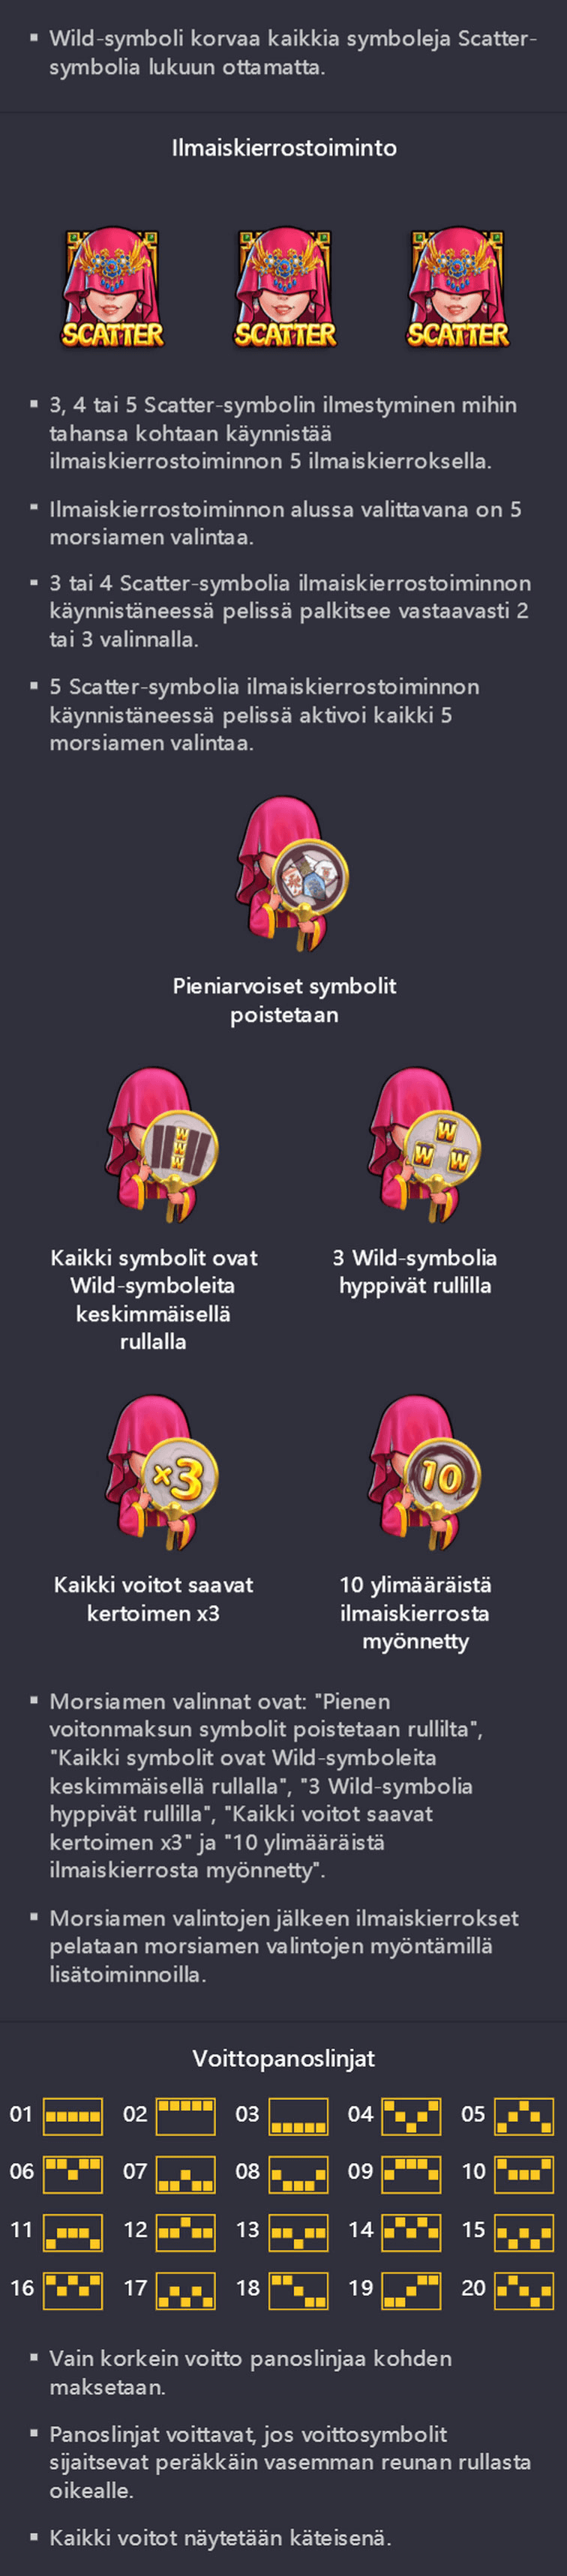 ▪ Wild-symboli korvaa kaikkia symboleja Scatter-
symbolia lukuun ottamatta.
Ilmaiskierrostoiminto
SCATTER SCATTER SCATTER
▪ 3, 4 tai 5 Scatter-symbolin ilmestyminen mihin
tahansa kohtaan käynnistää
ilmaiskierrostoiminnon 5 ilmaiskierroksella.
▪ Ilmaiskierrostoiminnon alussa valittavana on 5
morsiamen valintaa.
▪ 3 tai 4 Scatter-symbolia ilmaiskierrostoiminnon
käynnistäneessä pelissä palkitsee vastaavasti 2
tai 3 valinnalla.
▪ 5 Scatter-symbolia ilmaiskierrostoiminnon
käynnistäneessä pelissä aktivoi kaikki 5
morsiamen valintaa.
Pieniarvoiset symbolit
poistetaan
W
W
W
W
W W
Kaikki symbolit ovat
Wild-symboleita
keskimmäisellä
rullalla
3 Wild-symbolia
hyppivät rullilla
x3
10
Kaikki voitot saavat
kertoimen x3
10 ylimääräistä
ilmaiskierrosta
myönnetty
▪ Morsiamen valinnat ovat: "Pienen
voitonmaksun symbolit poistetaan rullilta",
"Kaikki symbolit ovat Wild-symboleita
keskimmäisellä rullalla", "3 Wild-symbolia
hyppivät rullilla", "Kaikki voitot saavat
kertoimen x3" ja "10 ylimääräistä
ilmaiskierrosta myönnetty".
▪ Morsiamen valintojen jälkeen ilmaiskierrokset
pelataan morsiamen valintojen myöntämillä
lisätoiminnoilla.
Voittopanoslinjat
01 02 03 04 05
06 07 08 09 10
11 12 13 14 15
16 17 18 19 20
▪ Vain korkein voitto panoslinjaa kohden
maksetaan.
▪ Panoslinjat voittavat, jos voittosymbolit
sijaitsevat peräkkäin vasemman reunan rullasta
oikealle.
▪ Kaikki voitot näytetään käteisenä.